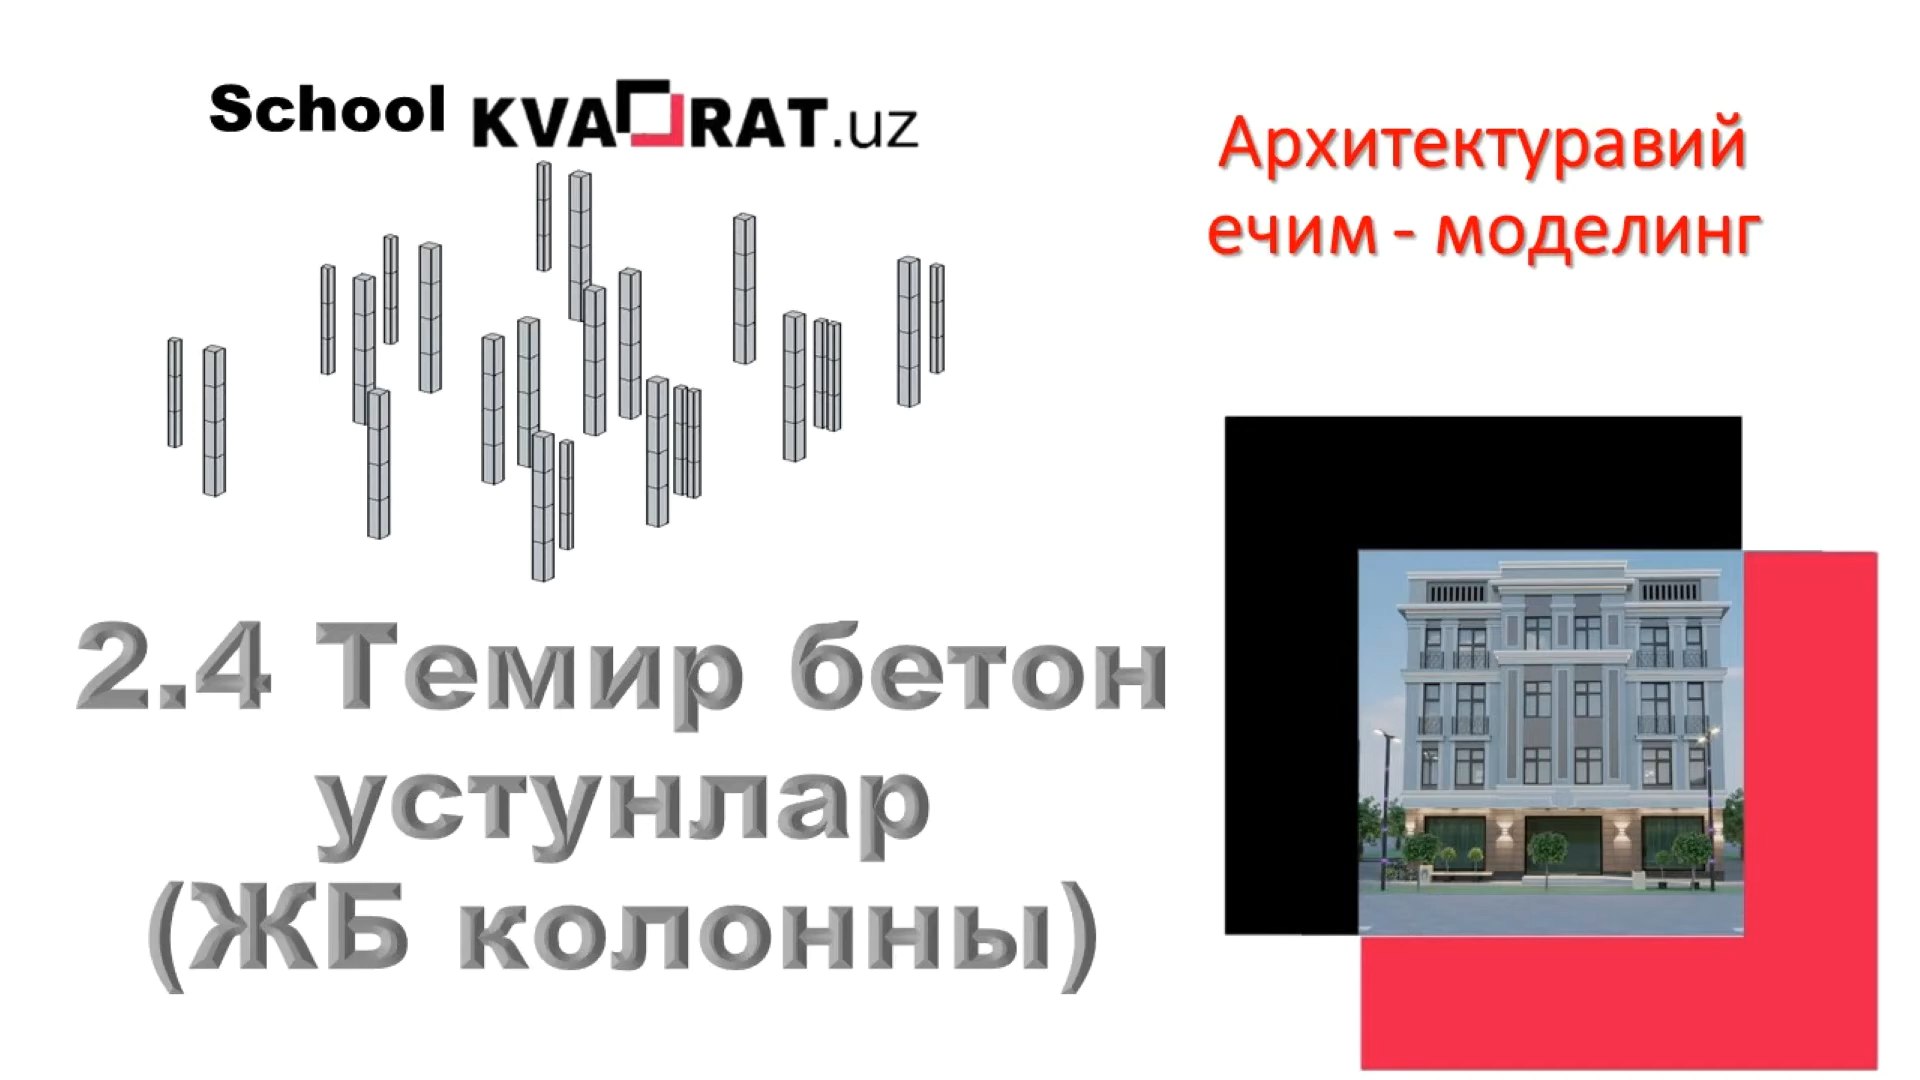 School KVADRAT.uz
Архитектуравий
ечим - моделинг
2.4 Темир бетон
устунлар
(ЖБ колонны)